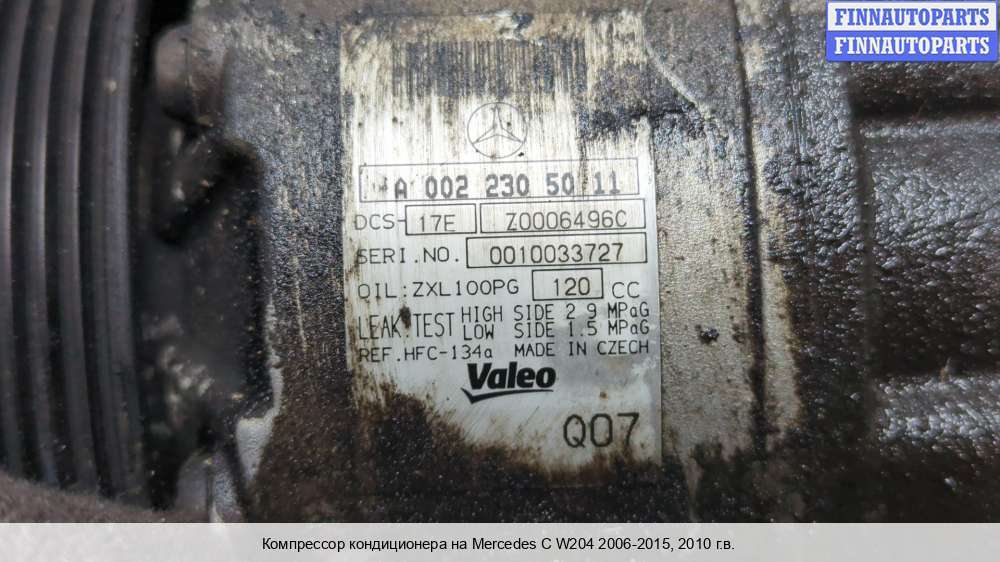 FINNAUTOPARTS
FINNAUTOPARTS
A 002 230 50 11
DCS-17E Z0006496C
SERI.NO. 0010033727
OIL:ZXL100PG 120 CC
LEAK TEST HIGH SIDE 2.9 MPaG
LOW SIDE 1.5 MPaG
REF.HFC-134a MADE IN CZECH
Valeo
Q07
Компрессор кондиционера на Mercedes C W204 2006-2015, 2010 г.в.